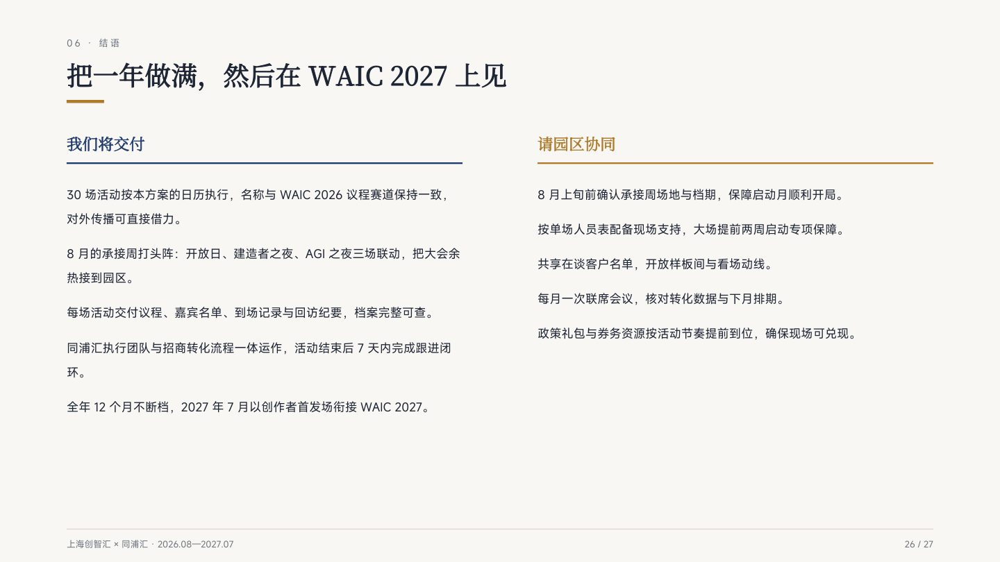 06 · 结语
把一年做满，然后在 WAIC 2027 上见
我们将交付
30 场活动按本方案的日历执行，名称与 WAIC 2026 议程赛道保持一致，
对外传播可直接借力。
8 月的承接周打头阵：开放日、建造者之夜、AGI 之夜三场联动，把大会余
热接到园区。
每场活动交付议程、嘉宾名单、到场记录与回访纪要，档案完整可查。
同浦汇执行团队与招商转化流程一体运作，活动结束后 7 天内完成跟进闭
环。
全年 12 个月不断档，2027 年 7 月以创作者首发场衔接 WAIC 2027。
请园区协同
8 月上旬前确认承接周场地与档期，保障启动月顺利开局。
按单场人员表配备现场支持，大场提前两周启动专项保障。
共享在谈客户名单，开放样板间与看场动线。
每月一次联席会议，核对转化数据与下月排期。
政策礼包与券务资源按活动节奏提前到位，确保现场可兑现。
上海创智汇 × 同浦汇 · 2026.08—2027.07
26 / 27